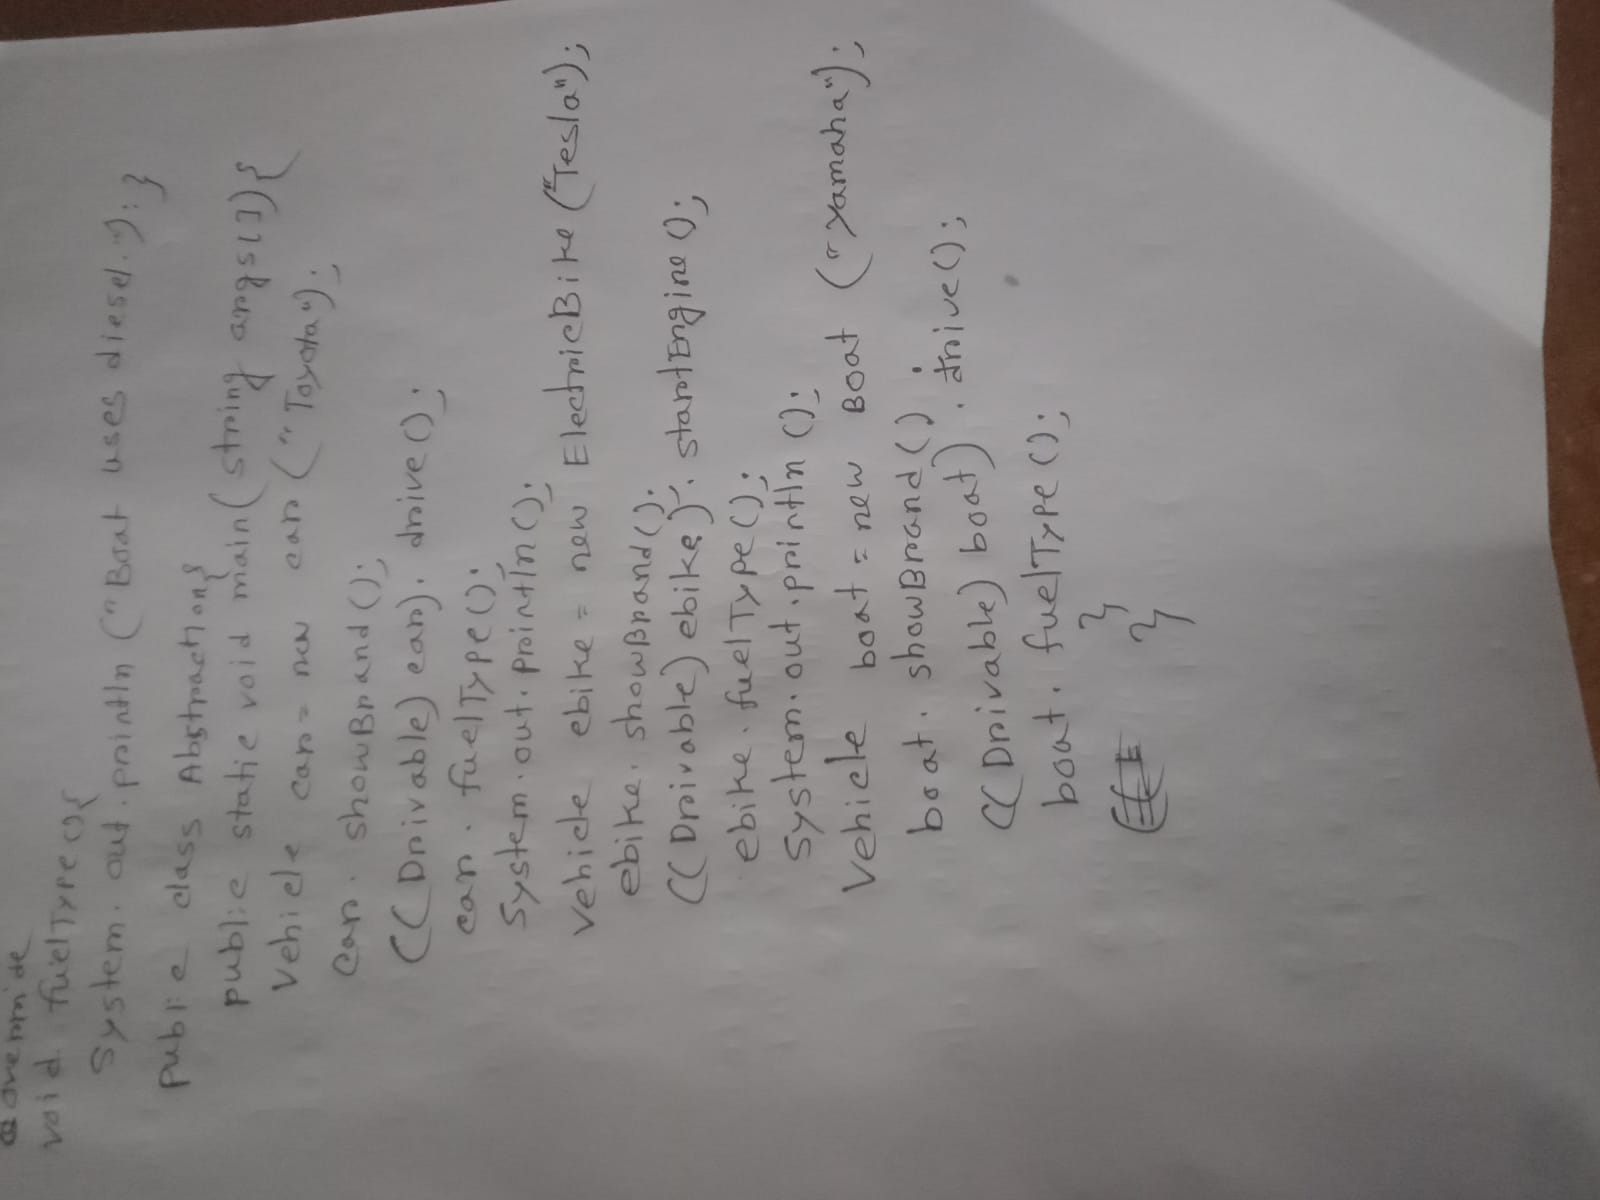 @override
void fuelType(){
System.out.println("Boat uses diesel."); }
public class Abstraction{
public static void main(string args[]){
Vehicle car = new car ("Toyota");
car. showBrand();
((Drivable) car). drive();
car. fuelType();
System.out.println();
vehicle ebike = new ElectricBike ("Tesla");
ebike. showBrand();
((Drivable) ebike). startEngine();
ebike. fuelType();
System.out.println();
Vehicle boat = new Boat ("yamaha");
boat. showBrand();
((Drivable) boat). drive();
boat. fuelType();
}
}